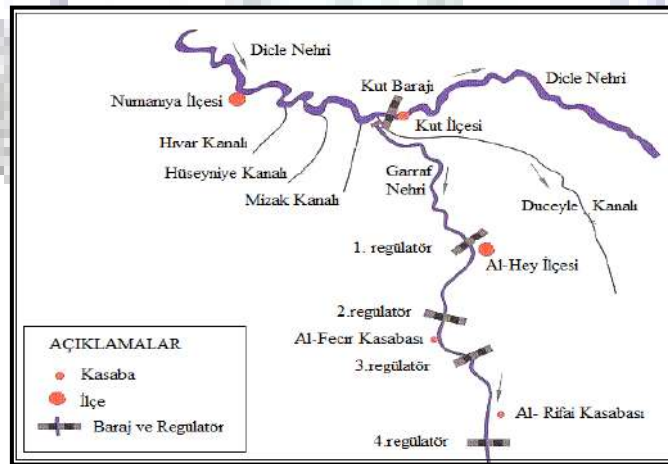 Dicle Nehri
Kut Barajı
Dicle Nehri
Numanıya İlçesi
Kut İlçesi
Hıvar Kanalı
Hüseyniye Kanalı
Mizak Kanalı
Garraf
Nehri
Duceyle Kanalı
1. regülatör
Al-Hey İlçesi
2.regülatör
Al-Fecır Kasabası
3.regülatör
Al- Rifai Kasabası
4.regülatör
AÇIKLAMALAR
Kasaba
İlçe
Baraj ve Regülatör